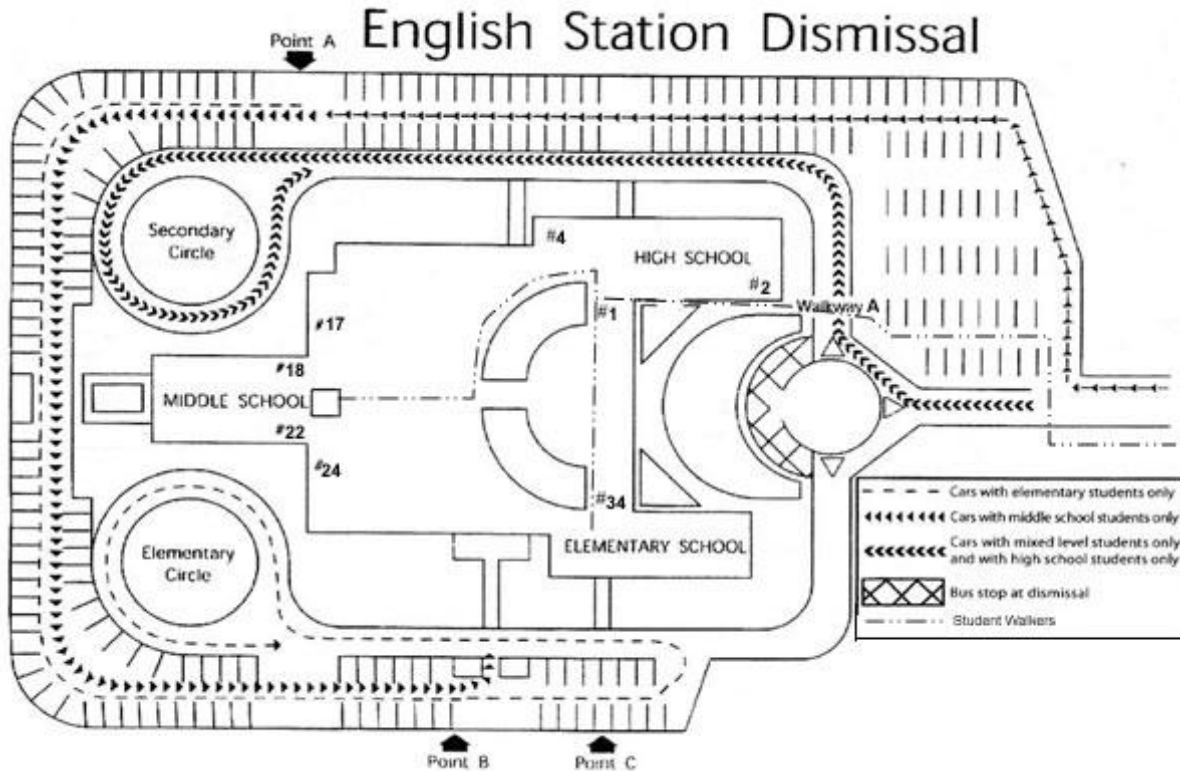 English Station Dismissal
Point A
Secondary
Circle
#4
HIGH SCHOOL
#2
#1
Walkway A
#17
#18
MIDDLE SCHOOL
#22
#24
#34
ELEMENTARY SCHOOL
Elementary
Circle
Cars with elementary students only
Cars with middle school students only
Cars with mixed level students only
and with high school students only
Bus stop at dismissal
Student Walkers
Point B
Point C